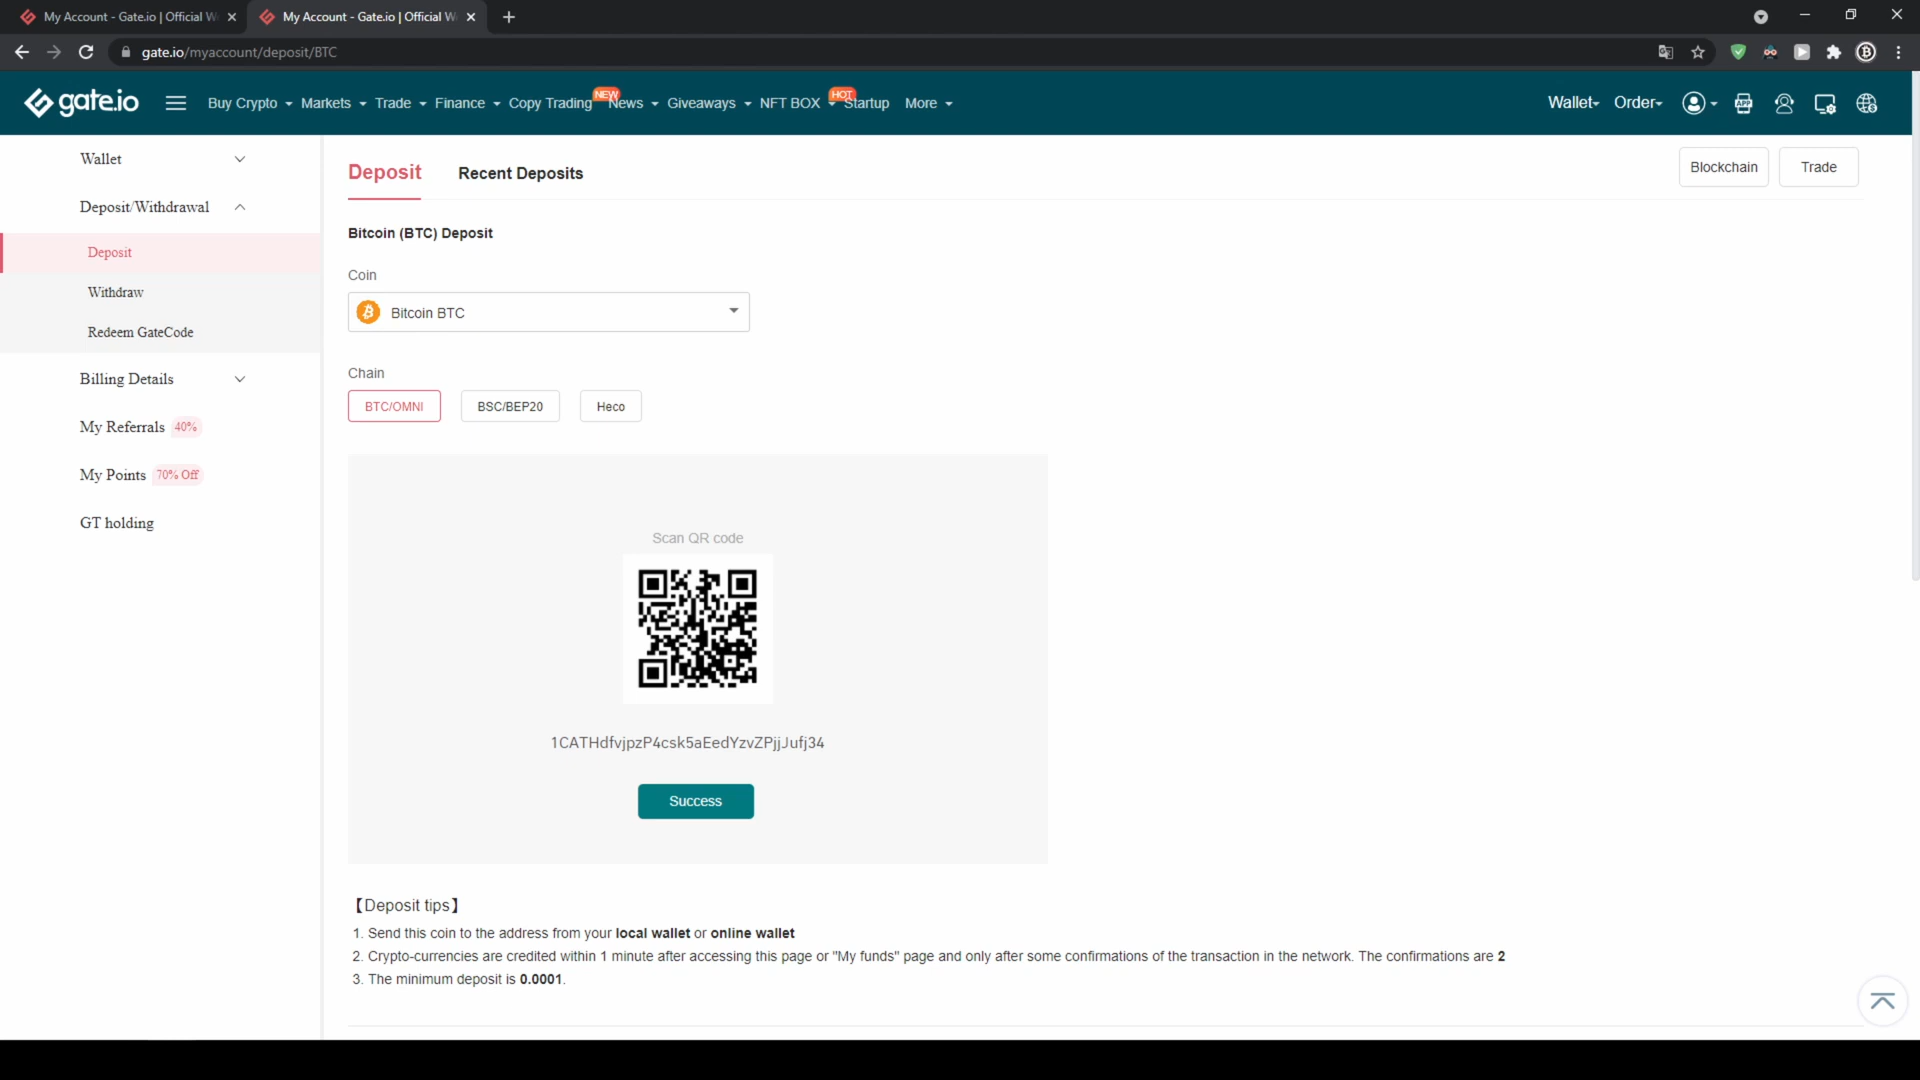 My Account - Gate.io | Official W
My Account - Gate.io | Official W
gate.io/myaccount/deposit/BTC
gate.io
Buy Crypto Markets Trade Finance Copy Trading NEW News Giveaways NFT BOX HOT Startup More
Wallet Order
APP
Wallet
Deposit/Withdrawal
Deposit
Withdraw
Redeem GateCode
Billing Details
My Referrals 40%
My Points 70% Off
GT holding
Deposit Recent Deposits
Blockchain Trade
Bitcoin (BTC) Deposit
Coin
Bitcoin BTC
Chain
BTC/OMNI BSC/BEP20 Heco
Scan QR code
1CATHdfvjpzP4csk5aEedYzvZPjjJufj34
Success
【Deposit tips】
1. Send this coin to the address from your local wallet or online wallet
2. Crypto-currencies are credited within 1 minute after accessing this page or "My funds" page and only after some confirmations of the transaction in the network. The confirmations are 2
3. The minimum deposit is 0.0001.